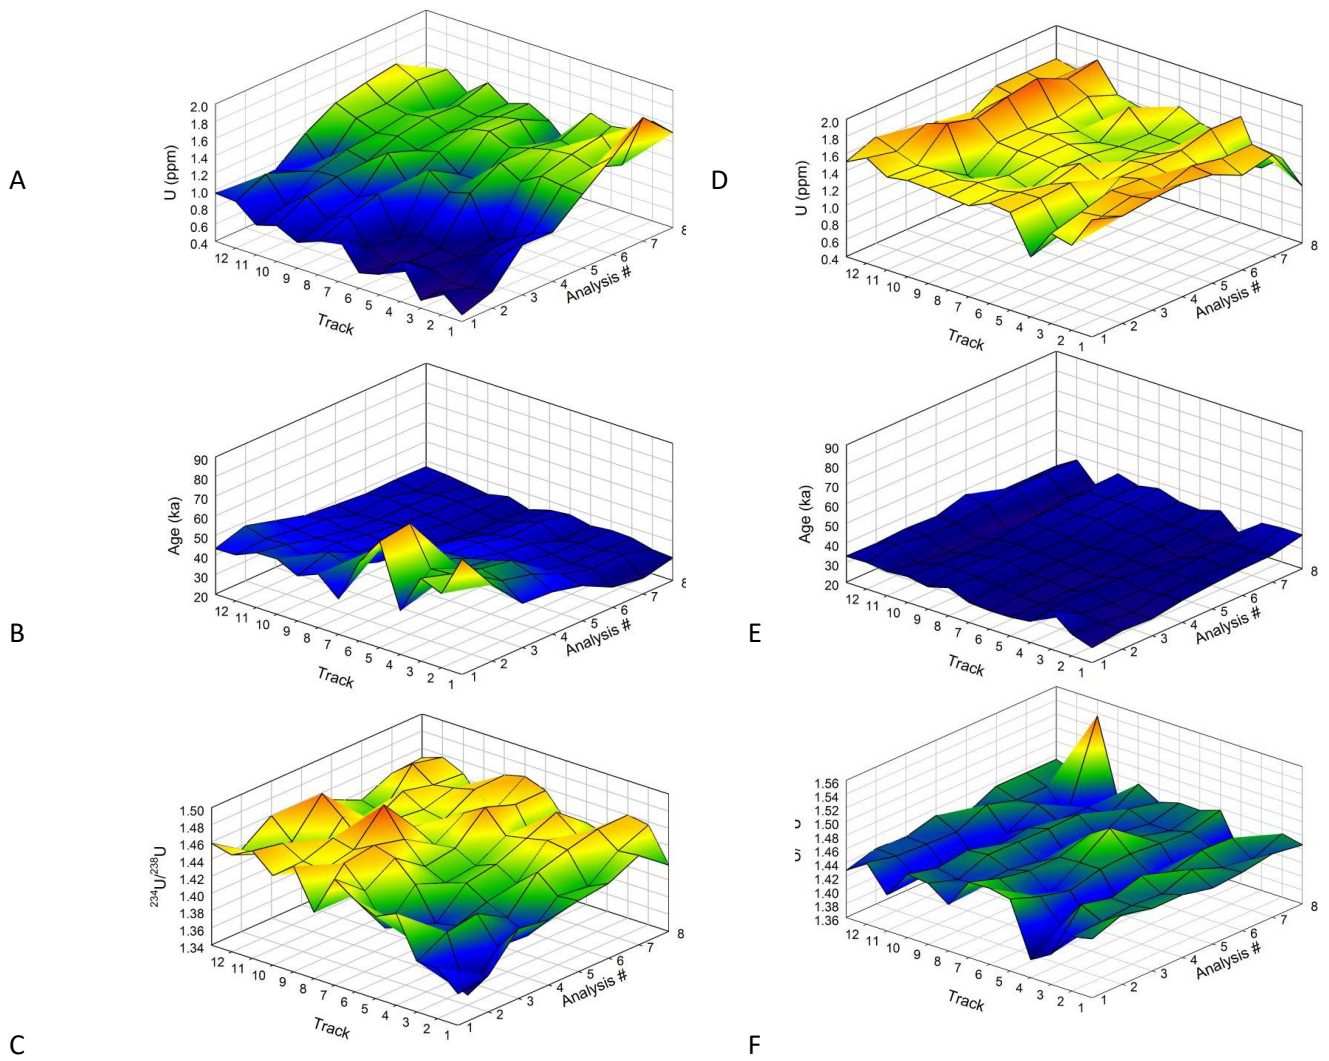 A
U (ppm)
2.0
1.8
1.6
1.4
1.2
1.0
0.8
0.6
0.4
12 11 10 9 8 7 6 5 4 3 2 1
Track
1 2 3 4 5 6 7 8
Analysis #
D
U (ppm)
2.0
1.8
1.6
1.4
1.2
1.0
0.8
0.6
0.4
12 11 10 9 8 7 6 5 4 3 2 1
Track
1 2 3 4 5 6 7 8
Analysis #
B
Age (ka)
90
80
70
60
50
40
30
20
12 11 10 9 8 7 6 5 4 3 2 1
Track
1 2 3 4 5 6 7 8
Analysis #
E
Age (ka)
90
80
70
60
50
40
30
20
12 11 10 9 8 7 6 5 4 3 2 1
Track
1 2 3 4 5 6 7 8
Analysis #
C
²³⁴U/²³⁸U
1.50
1.48
1.46
1.44
1.42
1.40
1.38
1.36
1.34
12 11 10 9 8 7 6 5 4 3 2 1
Track
1 2 3 4 5 6 7 8
Analysis #
F
1.56
1.54
1.52
1.50
1.48
1.46
1.44
1.42
1.40
1.38
1.36
12 11 10 9 8 7 6 5 4 3 2 1
Track
1 2 3 4 5 6 7 8
Analysis #